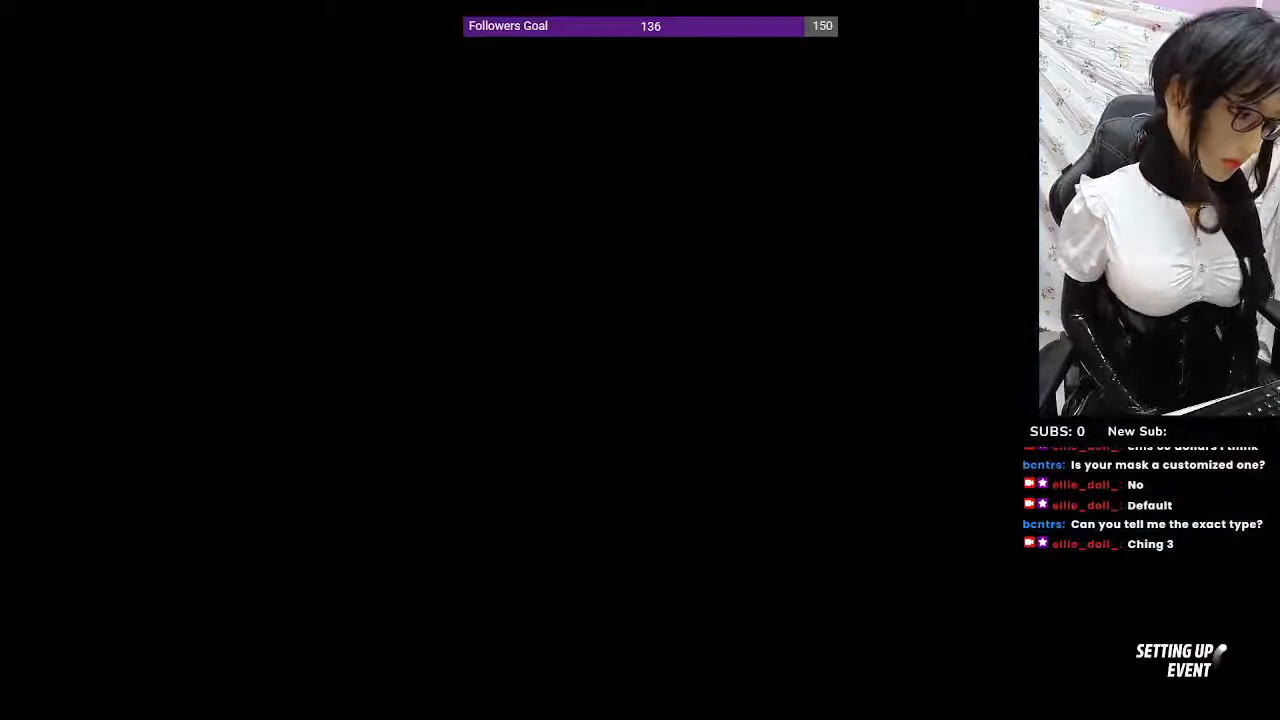 Followers Goal 136 150
SUBS: 0 New Sub:
bcntrs: Is your mask a customized one?
ellie_doll_: No
ellie_doll_: Default
bcntrs: Can you tell me the exact type?
ellie_doll_: Ching 3
SETTING UP
EVENT